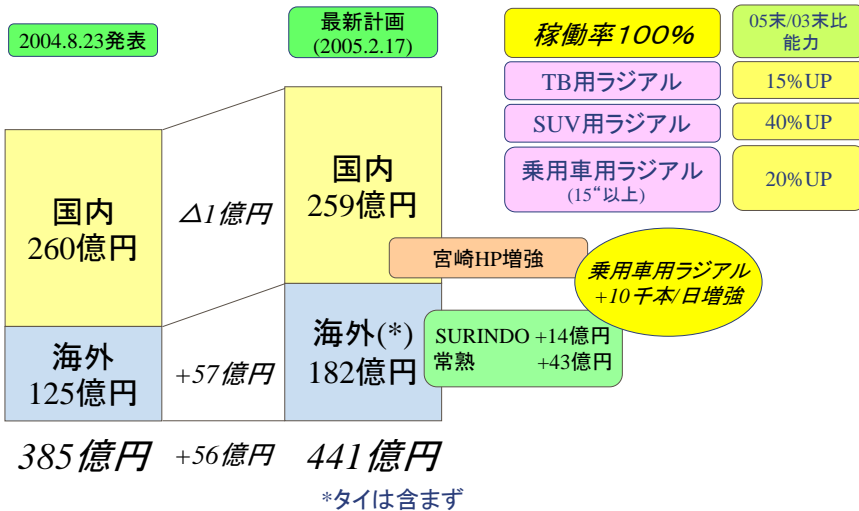 2004.8.23発表
最新計画
(2005.2.17)
稼働率100%
05末/03末比
能力
TB用ラジアル
15%UP
SUV用ラジアル
40%UP
乗用車用ラジアル
(15“以上)
20%UP
国内
260億円
△1億円
国内
259億円
宮崎HP増強
乗用車用ラジアル
+10千本/日増強
海外
125億円
+57億円
海外(*)
182億円
SURINDO +14億円
常熟 +43億円
385億円
+56億円
441億円
*タイは含まず